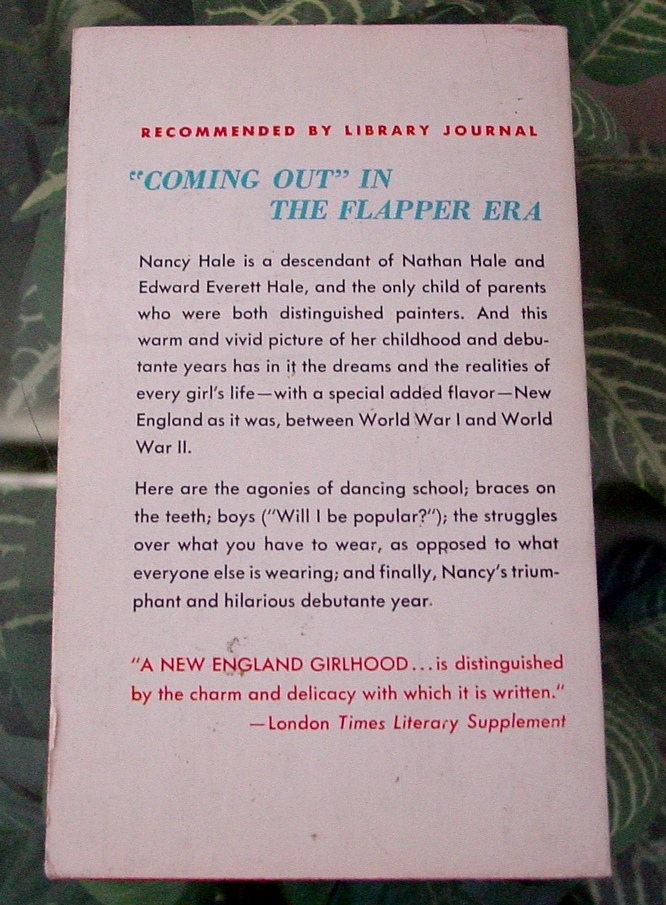 RECOMMENDED BY LIBRARY JOURNAL
“COMING OUT” IN
THE FLAPPER ERA
Nancy Hale is a descendant of Nathan Hale and
Edward Everett Hale, and the only child of parents
who were both distinguished painters. And this
warm and vivid picture of her childhood and debu-
tante years has in it the dreams and the realities of
every girl's life—with a special added flavor—New
England as it was, between World War I and World
War II.
Here are the agonies of dancing school; braces on
the teeth; boys ("Will I be popular?"); the struggles
over what you have to wear, as opposed to what
everyone else is wearing; and finally, Nancy's trium-
phant and hilarious debutante year.
"A NEW ENGLAND GIRLHOOD...is distinguished
by the charm and delicacy with which it is written."
—London Times Literary Supplement